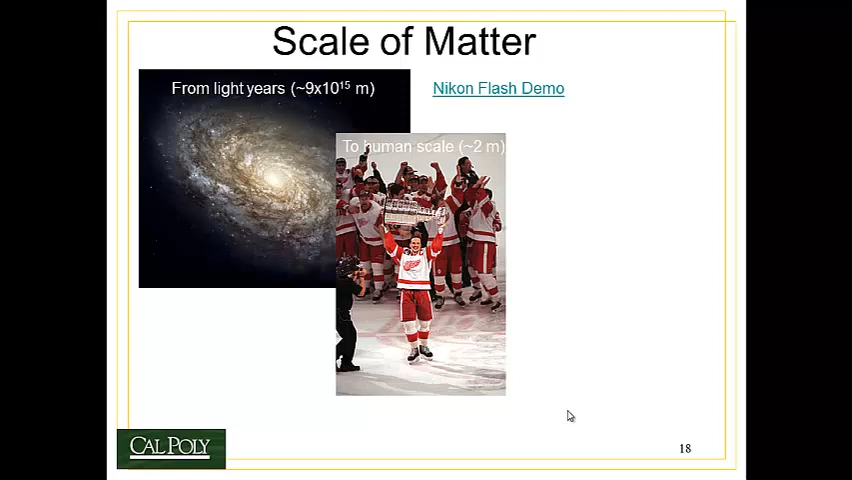 Scale of Matter
From light years (~9x10¹⁵ m)
Nikon Flash Demo
To human scale (~2 m)
CAL POLY
18